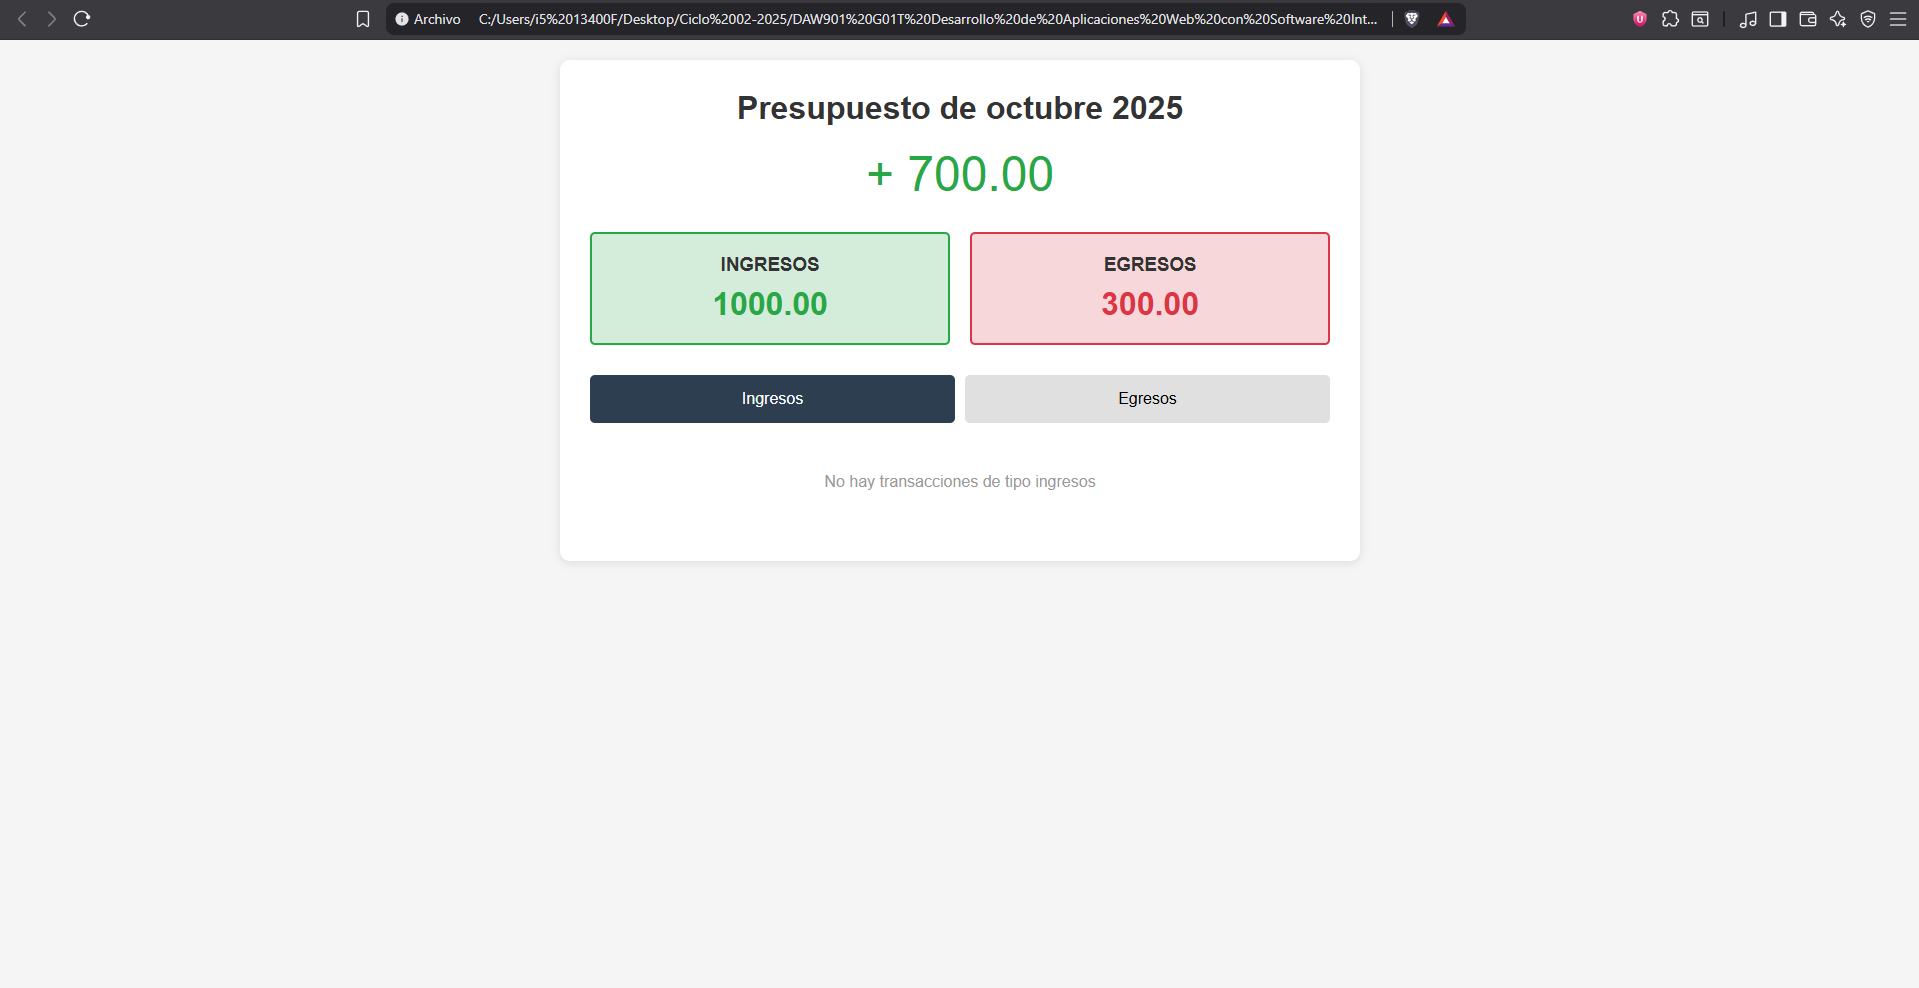 Archivo C:/Users/i5%2013400F/Desktop/Ciclo%2002-2025/DAW901%20G01T%20Desarrollo%20de%20Aplicaciones%20Web%20con%20Software%20Int...
Presupuesto de octubre 2025
+ 700.00
INGRESOS
1000.00
EGRESOS
300.00
Ingresos
Egresos
No hay transacciones de tipo ingresos